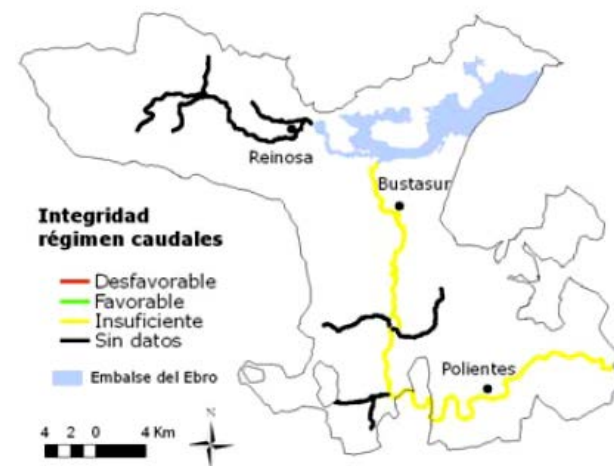 Reinosa
Bustasur
Integridad
régimen caudales
Desfavorable
Favorable
Insuficiente
Sin datos
Embalse del Ebro
Polientes
N
4 2 0 4 Km